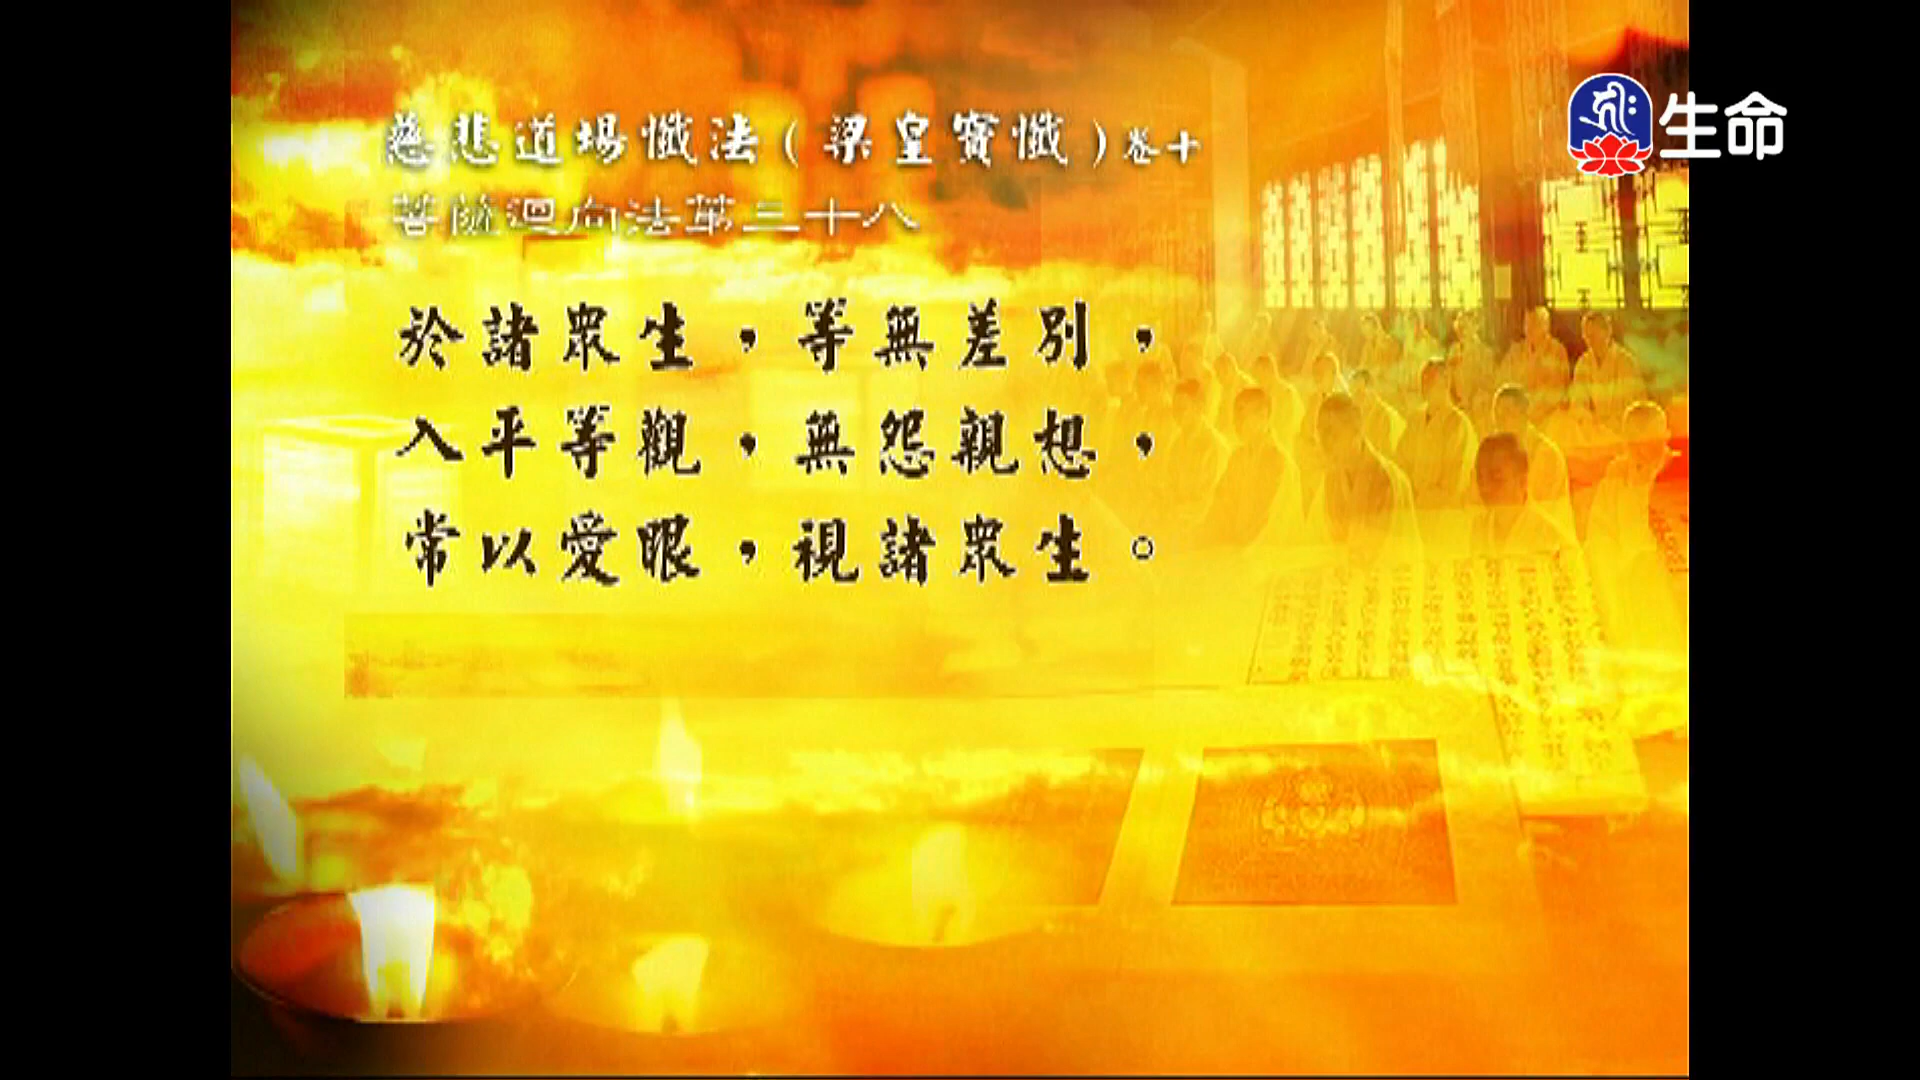 慈悲道場懺法(梁皇寶懺)卷十
菩薩迴向法第三十八
於諸眾生,等無差別,
入平等觀,無怨親想,
常以愛眼,視諸眾生。
生命